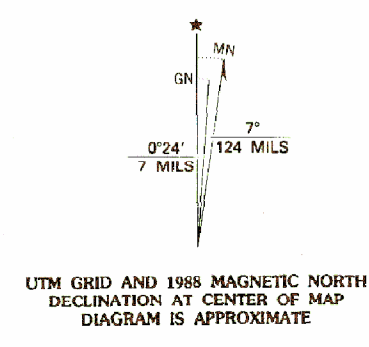 ★
MN
GN
0°24′
7 MILS
7°
124 MILS
UTM GRID AND 1988 MAGNETIC NORTH
DECLINATION AT CENTER OF MAP
DIAGRAM IS APPROXIMATE